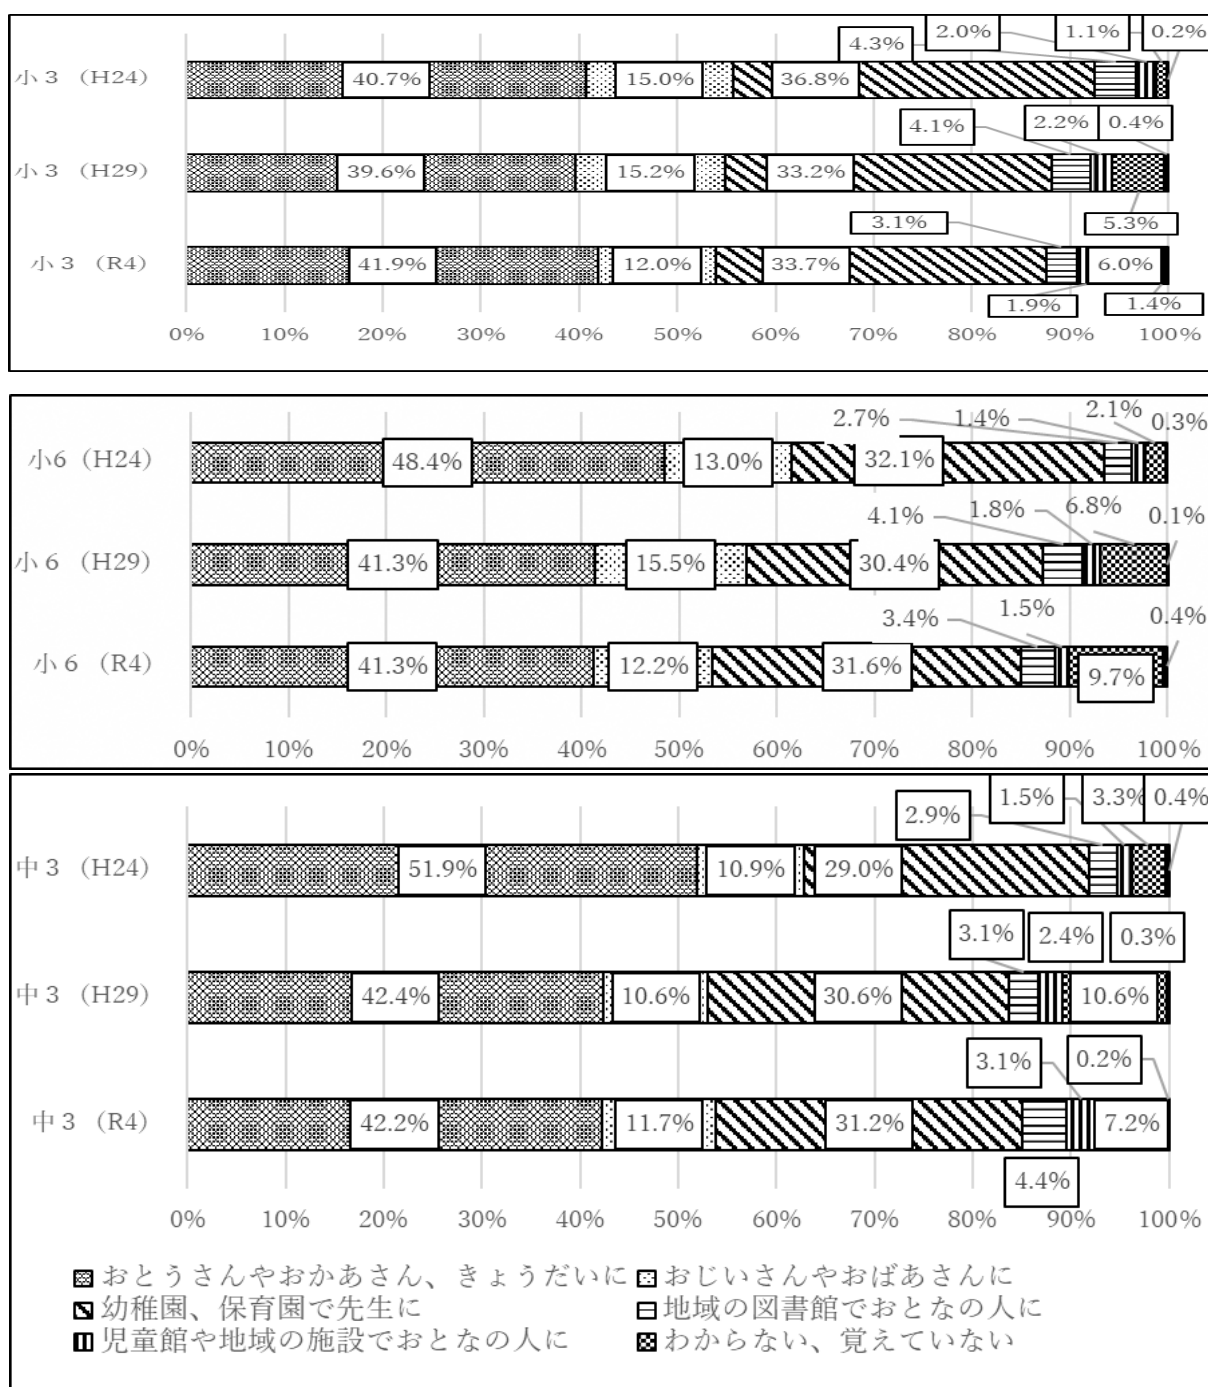 4.3% 2.0% 1.1% 0.2%
小３（H24） 40.7% 15.0% 36.8%
4.1% 2.2% 0.4%
小３（H29） 39.6% 15.2% 33.2%
5.3%
3.1%
小３（R4） 41.9% 12.0% 33.7% 6.0%
1.9% 1.4%
0% 10% 20% 30% 40% 50% 60% 70% 80% 90% 100%
2.7% 1.4% 2.1% 0.3%
小6（H24） 48.4% 13.0% 32.1%
4.1% 1.8% 6.8% 0.1%
小６（H29） 41.3% 15.5% 30.4%
3.4% 1.5% 0.4%
小６（R4） 41.3% 12.2% 31.6% 9.7%
0% 10% 20% 30% 40% 50% 60% 70% 80% 90% 100%
2.9% 1.5% 3.3% 0.4%
中３（H24） 51.9% 10.9% 29.0%
3.1% 2.4% 0.3%
中３（H29） 42.4% 10.6% 30.6% 10.6%
3.1% 0.2%
中３（R4） 42.2% 11.7% 31.2% 7.2%
4.4%
0% 10% 20% 30% 40% 50% 60% 70% 80% 90% 100%
おとうさんやおかあさん、きょうだいに おじいさんやおばあさんに
幼稚園、保育園で先生に 地域の図書館でおとなの人に
児童館や地域の施設でおとなの人に わからない、覚えていない